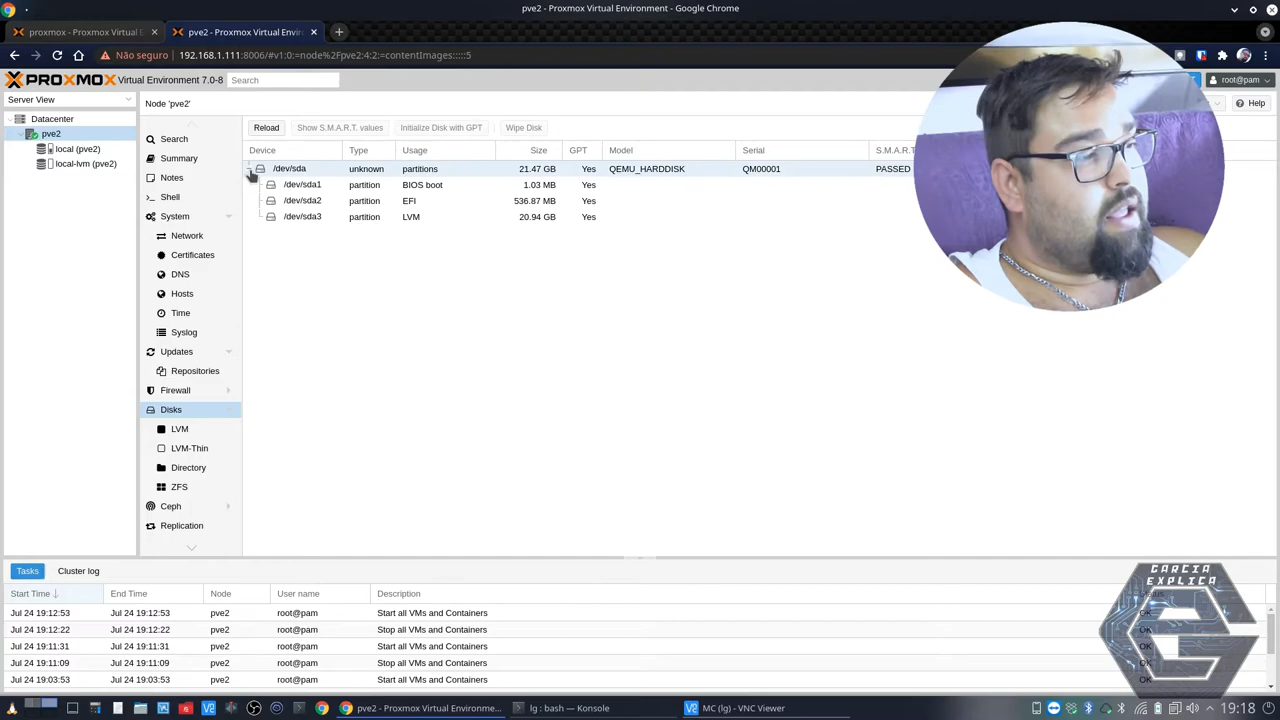 pve2 - Proxmox Virtual Environment - Google Chrome
proxmox - Proxmox Virtual E
pve2 - Proxmox Virtual Envir
Não seguro 192.168.1.111:8006/#v1:0:=node%2Fpve2:4:2:=contentImages:::::5
PROXMOX Virtual Environment 7.0-8 Search root@pam
Server View Node 'pve2' Help
Datacenter
pve2
local (pve2)
local-lvm (pve2)
Search
Summary
Notes
Shell
System
Network
Certificates
DNS
Hosts
Time
Syslog
Updates
Repositories
Firewall
Disks
LVM
LVM-Thin
Directory
ZFS
Ceph
Replication
Reload Show S.M.A.R.T. values Initialize Disk with GPT Wipe Disk
Device Type Usage Size GPT Model Serial S.M.A.R.T
/dev/sda unknown partitions 21.47 GB Yes QEMU_HARDDISK QM00001 PASSED
/dev/sda1 partition BIOS boot 1.03 MB Yes
/dev/sda2 partition EFI 536.87 MB Yes
/dev/sda3 partition LVM 20.94 GB Yes
Tasks Cluster log
Start Time End Time Node User name Description Status
Jul 24 19:12:53 Jul 24 19:12:53 pve2 root@pam Start all VMs and Containers OK
Jul 24 19:12:22 Jul 24 19:12:22 pve2 root@pam Stop all VMs and Containers OK
Jul 24 19:11:31 Jul 24 19:11:31 pve2 root@pam Start all VMs and Containers OK
Jul 24 19:11:09 Jul 24 19:11:09 pve2 root@pam Stop all VMs and Containers OK
Jul 24 19:03:53 Jul 24 19:03:53 pve2 root@pam Start all VMs and Containers OK
GARCIA
EXPLICA
pve2 - Proxmox Virtual Environme... lg : bash — Konsole MC (lg) - VNC Viewer 19:18